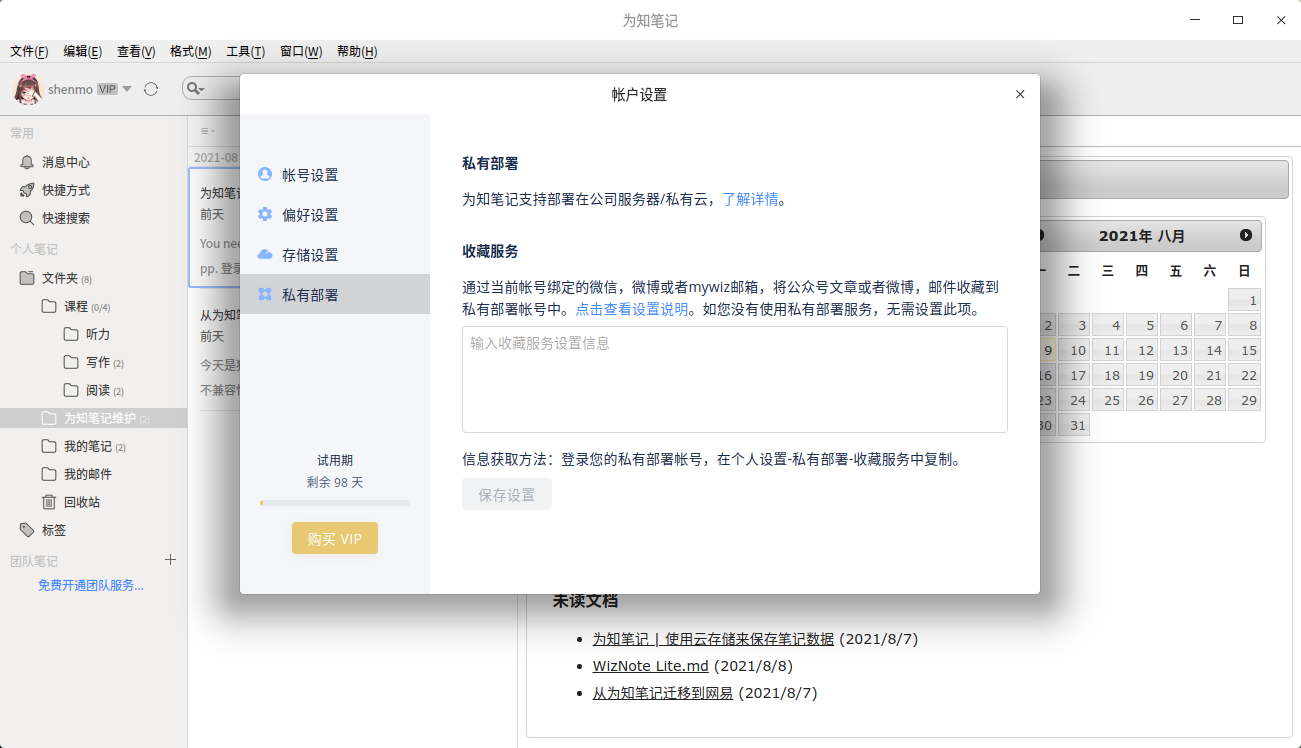 为知笔记
文件(F) 编辑(E) 查看(V) 格式(M) 工具(T) 窗口(W) 帮助(H)
shenmo VIP
常用
消息中心
快捷方式
快速搜索
个人笔记
文件夹 (8)
课程 (0/4)
听力
写作 (2)
阅读 (2)
为知笔记维护 (2)
我的笔记 (2)
我的邮件
回收站
标签
团队笔记
免费开通团队服务...
2021-08
为知笔
前天
You nee
pp. 登录
从为知笔
前天
今天是
不兼容
帐户设置
帐号设置
偏好设置
存储设置
私有部署
试用期
剩余 98 天
购买 VIP
私有部署
为知笔记支持部署在公司服务器/私有云，了解详情。
收藏服务
通过当前帐号绑定的微信，微博或者mywiz邮箱，将公众号文章或者微博，邮件收藏到
私有部署帐号中。点击查看设置说明。如您没有使用私有部署服务，无需设置此项。
输入收藏服务设置信息
信息获取方法：登录您的私有部署帐号，在个人设置-私有部署-收藏服务中复制。
保存设置
2021年 八月
一 二 三 四 五 六 日
1
2 3 4 5 6 7 8
9 10 11 12 13 14 15
16 17 18 19 20 21 22
23 24 25 26 27 28 29
30 31
未读文档
为知笔记 | 使用云存储来保存笔记数据 (2021/8/7)
WizNote Lite.md (2021/8/8)
从为知笔记迁移到网易 (2021/8/7)